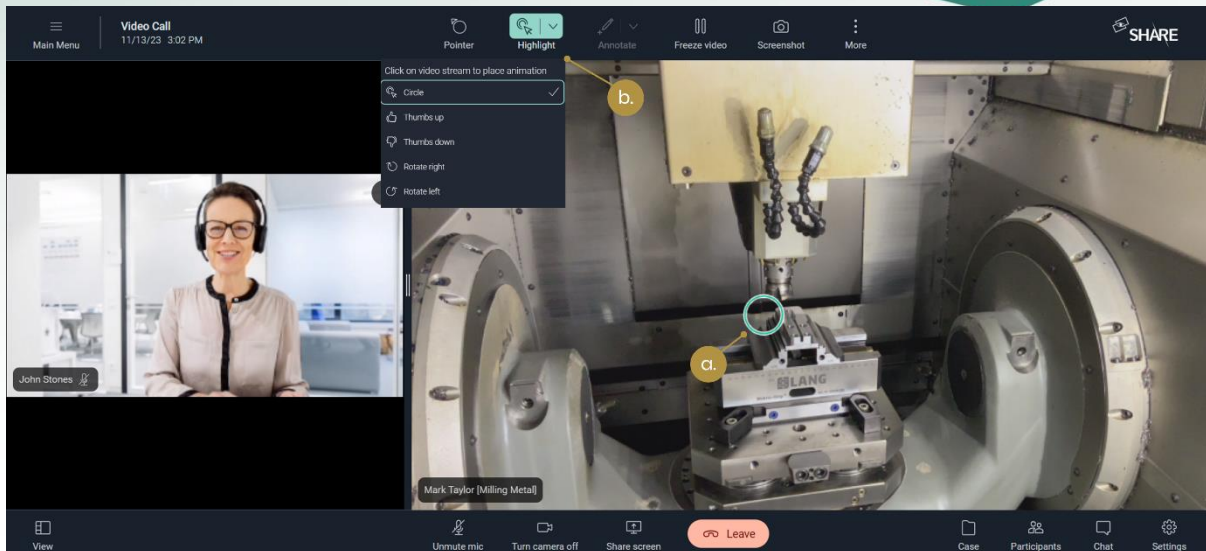 Main Menu
Video Call
11/13/23 3:02 PM
Pointer
Highlight
Annotate
Freeze video
Screenshot
More
SHARE
Click on video stream to place animation
Circle
Thumbs up
Thumbs down
Rotate right
Rotate left
b.
a.
LANG
John Stones
Mark Taylor [Milling Metal]
View
Unmute mic
Turn camera off
Share screen
Leave
Case
Participants
Chat
Settings